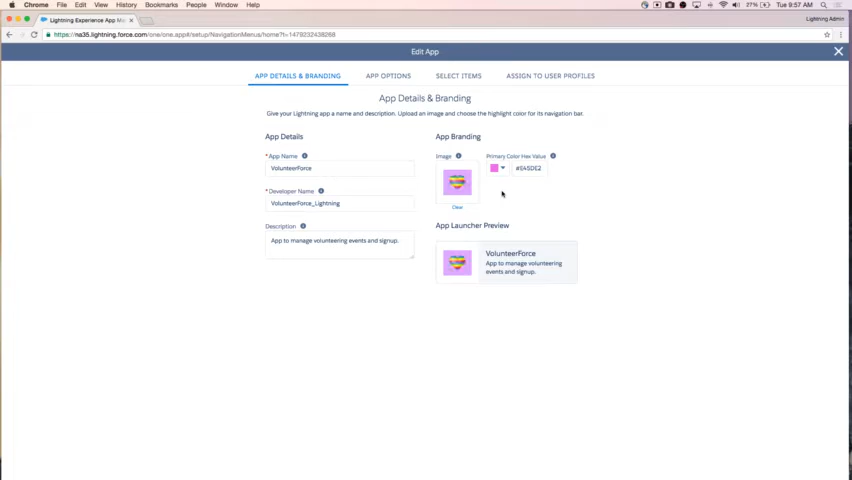 Chrome File Edit View History Bookmarks People Window Help
27% Tue 9:57 AM
Lightning Experience App Ma
Lightning Admin
https://na35.lightning.force.com/one/one.app#/setup/NavigationMenus/home?t=1479232438268
Edit App
APP DETAILS & BRANDING APP OPTIONS SELECT ITEMS ASSIGN TO USER PROFILES
App Details & Branding
Give your Lightning app a name and description. Upload an image and choose the highlight color for its navigation bar.
App Details
App Branding
*App Name
Image
Primary Color Hex Value
VolunteerForce
#E45DE2
*Developer Name
VolunteerForce_Lightning
Clear
Description
App to manage volunteering events and signup.
App Launcher Preview
VolunteerForce
App to manage volunteering
events and signup.